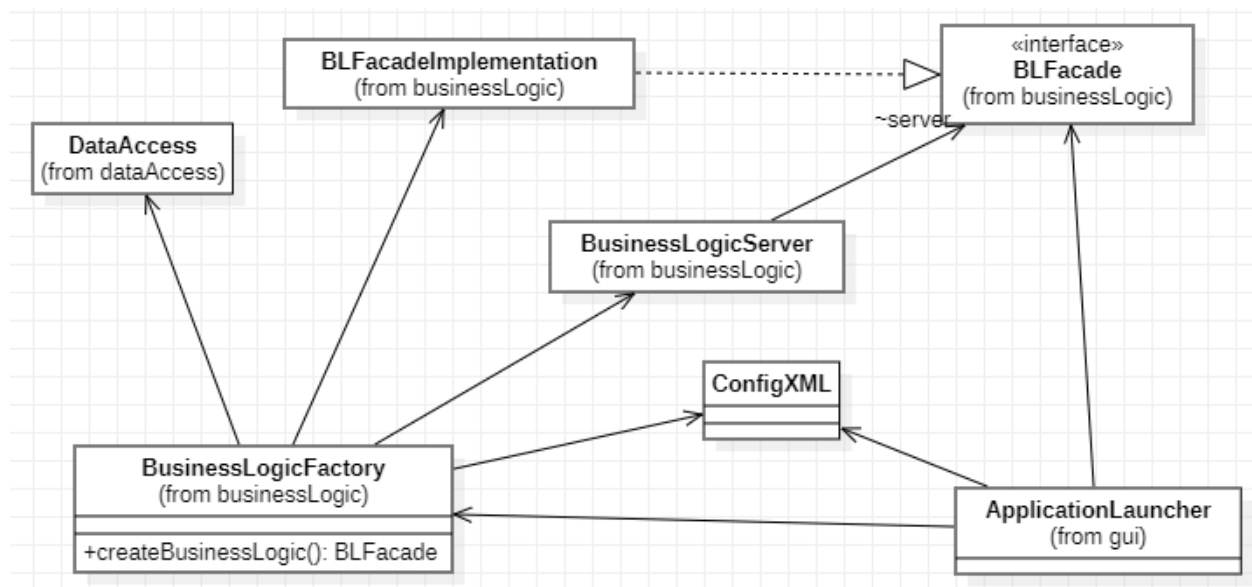 «interface»
BLFacade
(from businessLogic)
BLFacadeImplementation
(from businessLogic)
~server
DataAccess
(from dataAccess)
BusinessLogicServer
(from businessLogic)
ConfigXML
BusinessLogicFactory
(from businessLogic)
+createBusinessLogic(): BLFacade
ApplicationLauncher
(from gui)